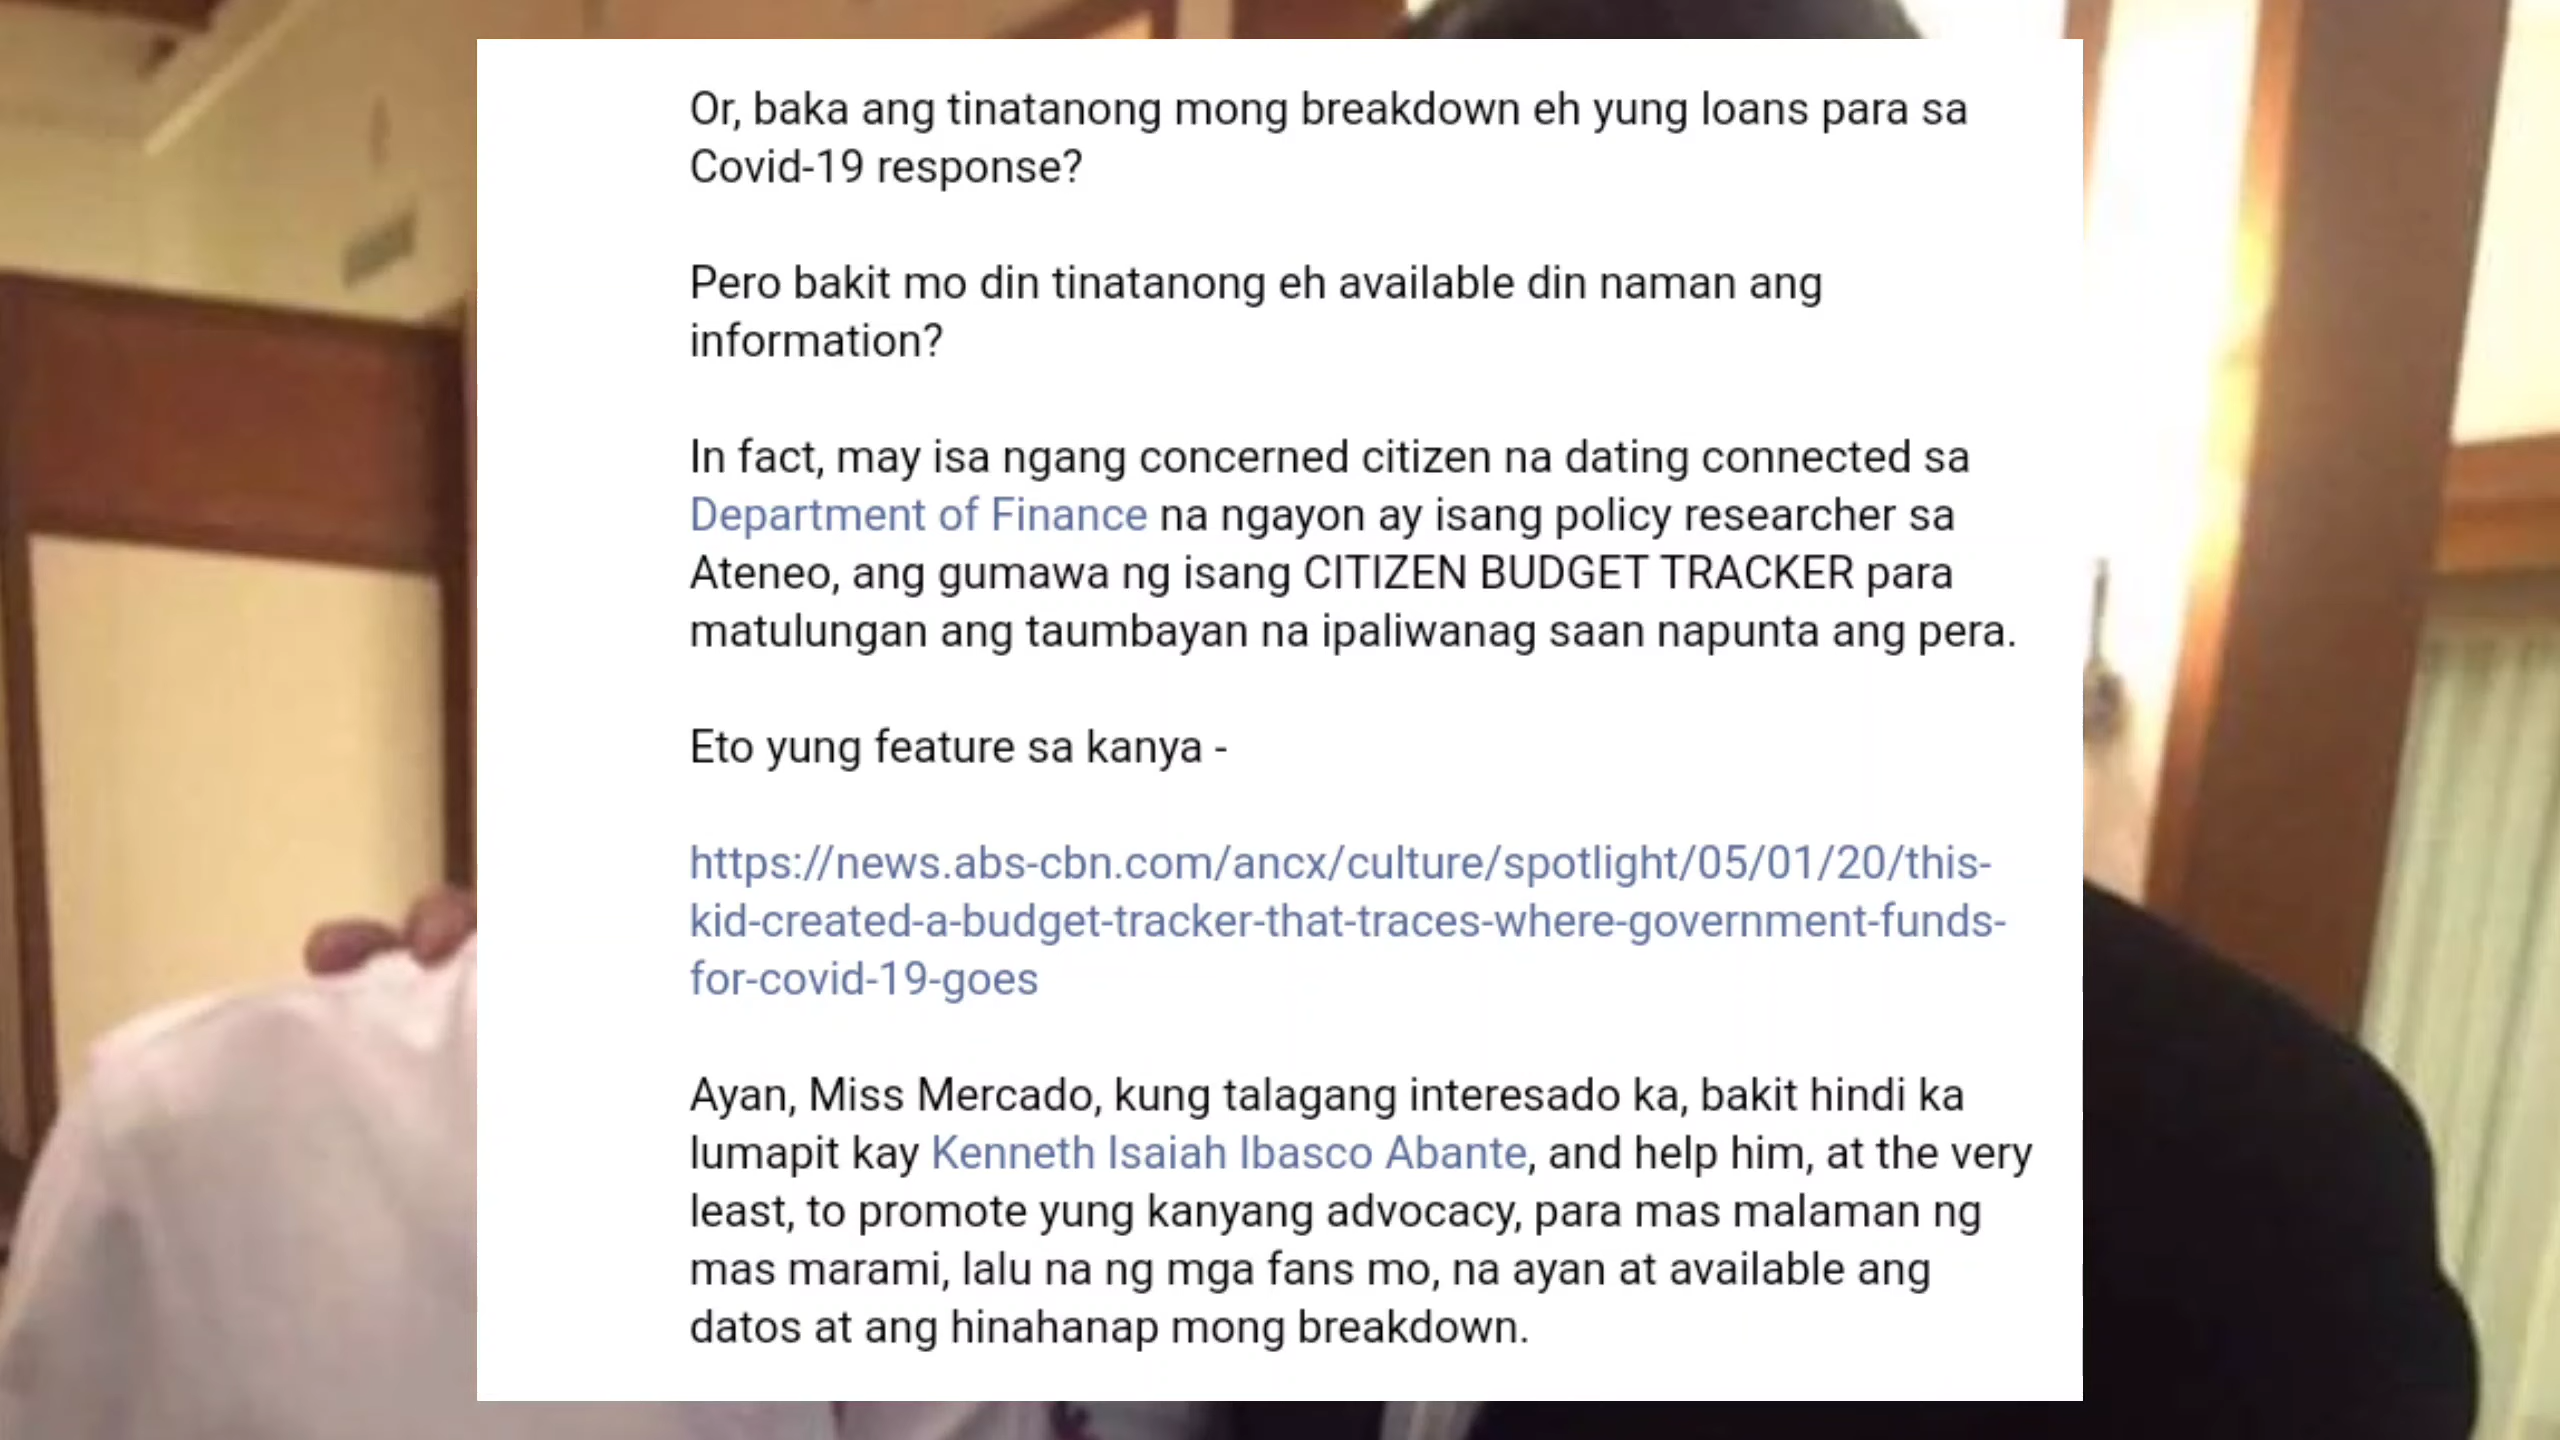 Or, baka ang tinatanong mong breakdown eh yung loans para sa
Covid-19 response?
Pero bakit mo din tinatanong eh available din naman ang
information?
In fact, may isa ngang concerned citizen na dating connected sa
Department of Finance na ngayon ay isang policy researcher sa
Ateneo, ang gumawa ng isang CITIZEN BUDGET TRACKER para
matulungan ang taumbayan na ipaliwanag saan napunta ang pera.
Eto yung feature sa kanya -
https://news.abs-cbn.com/ancx/culture/spotlight/05/01/20/this-
kid-created-a-budget-tracker-that-traces-where-government-funds-
for-covid-19-goes
Ayan, Miss Mercado, kung talagang interesado ka, bakit hindi ka
lumapit kay Kenneth Isaiah Ibasco Abante, and help him, at the very
least, to promote yung kanyang advocacy, para mas malaman ng
mas marami, lalu na ng mga fans mo, na ayan at available ang
datos at ang hinahanap mong breakdown.